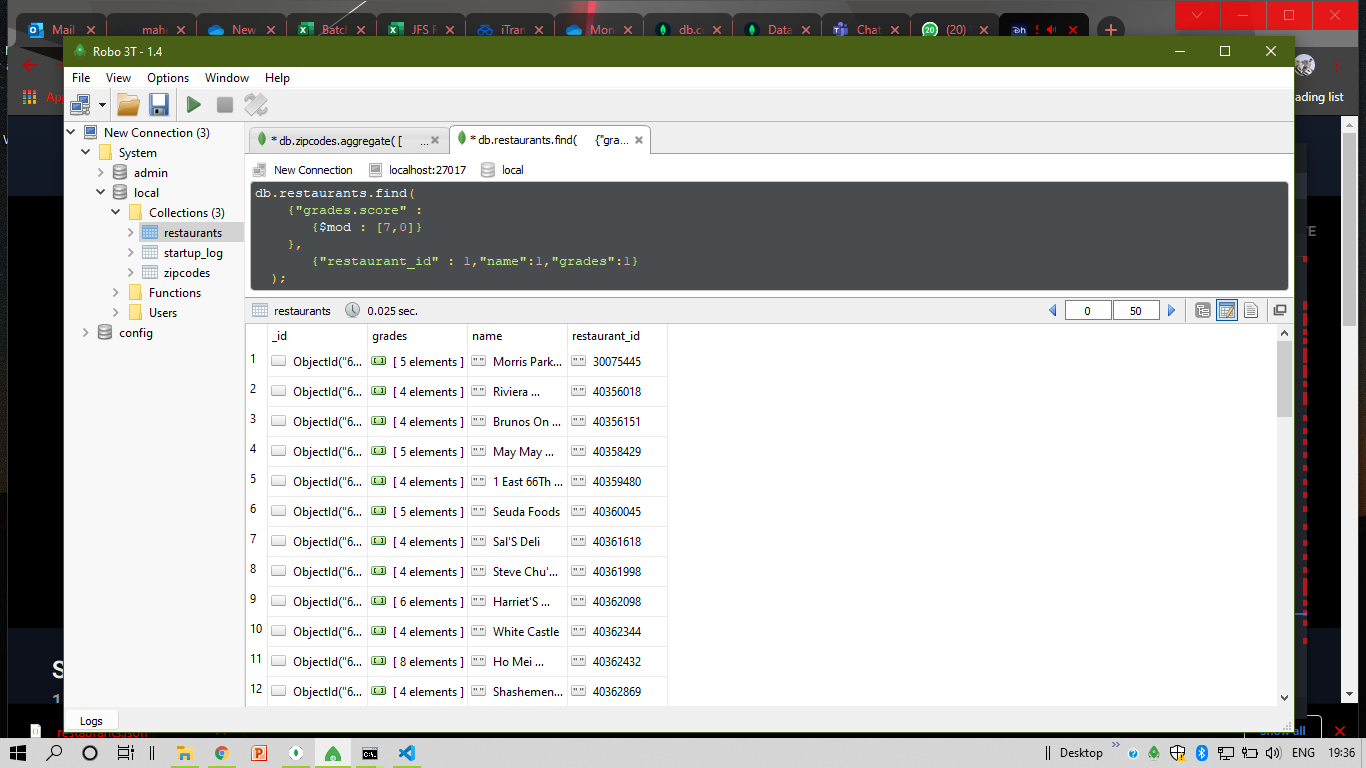 Mail
mahe
New
Batch
JFS F
iTran
Mon
db.co
Data
Chat
20
(20)
Robo 3T - 1.4
File View Options Window Help
ading list
New Connection (3)
System
admin
local
Collections (3)
restaurants
startup_log
zipcodes
Functions
Users
config
* db.zipcodes.aggregate( [ ...
* db.restaurants.find( {"gra...
New Connection localhost:27017 local
db.restaurants.find(
{"grades.score" :
{$mod : [7,0]}
},
{"restaurant_id" : 1,"name":1,"grades":1}
);
restaurants 0.025 sec. 0 50
_id grades name restaurant_id
1 ObjectId("6... [ 5 elements ] Morris Park... 30075445
2 ObjectId("6... [ 4 elements ] Riviera ... 40356018
3 ObjectId("6... [ 4 elements ] Brunos On ... 40356151
4 ObjectId("6... [ 5 elements ] May May ... 40358429
5 ObjectId("6... [ 4 elements ] 1 East 66Th ... 40359480
6 ObjectId("6... [ 5 elements ] Seuda Foods 40360045
7 ObjectId("6... [ 4 elements ] Sal'S Deli 40361618
8 ObjectId("6... [ 4 elements ] Steve Chu'... 40361998
9 ObjectId("6... [ 6 elements ] Harriet'S ... 40362098
10 ObjectId("6... [ 4 elements ] White Castle 40362344
11 ObjectId("6... [ 8 elements ] Ho Mei ... 40362432
12 ObjectId("6... [ 4 elements ] Shashemen... 40362869
Logs
restaurants.json
Show all
Desktop ENG 19:36